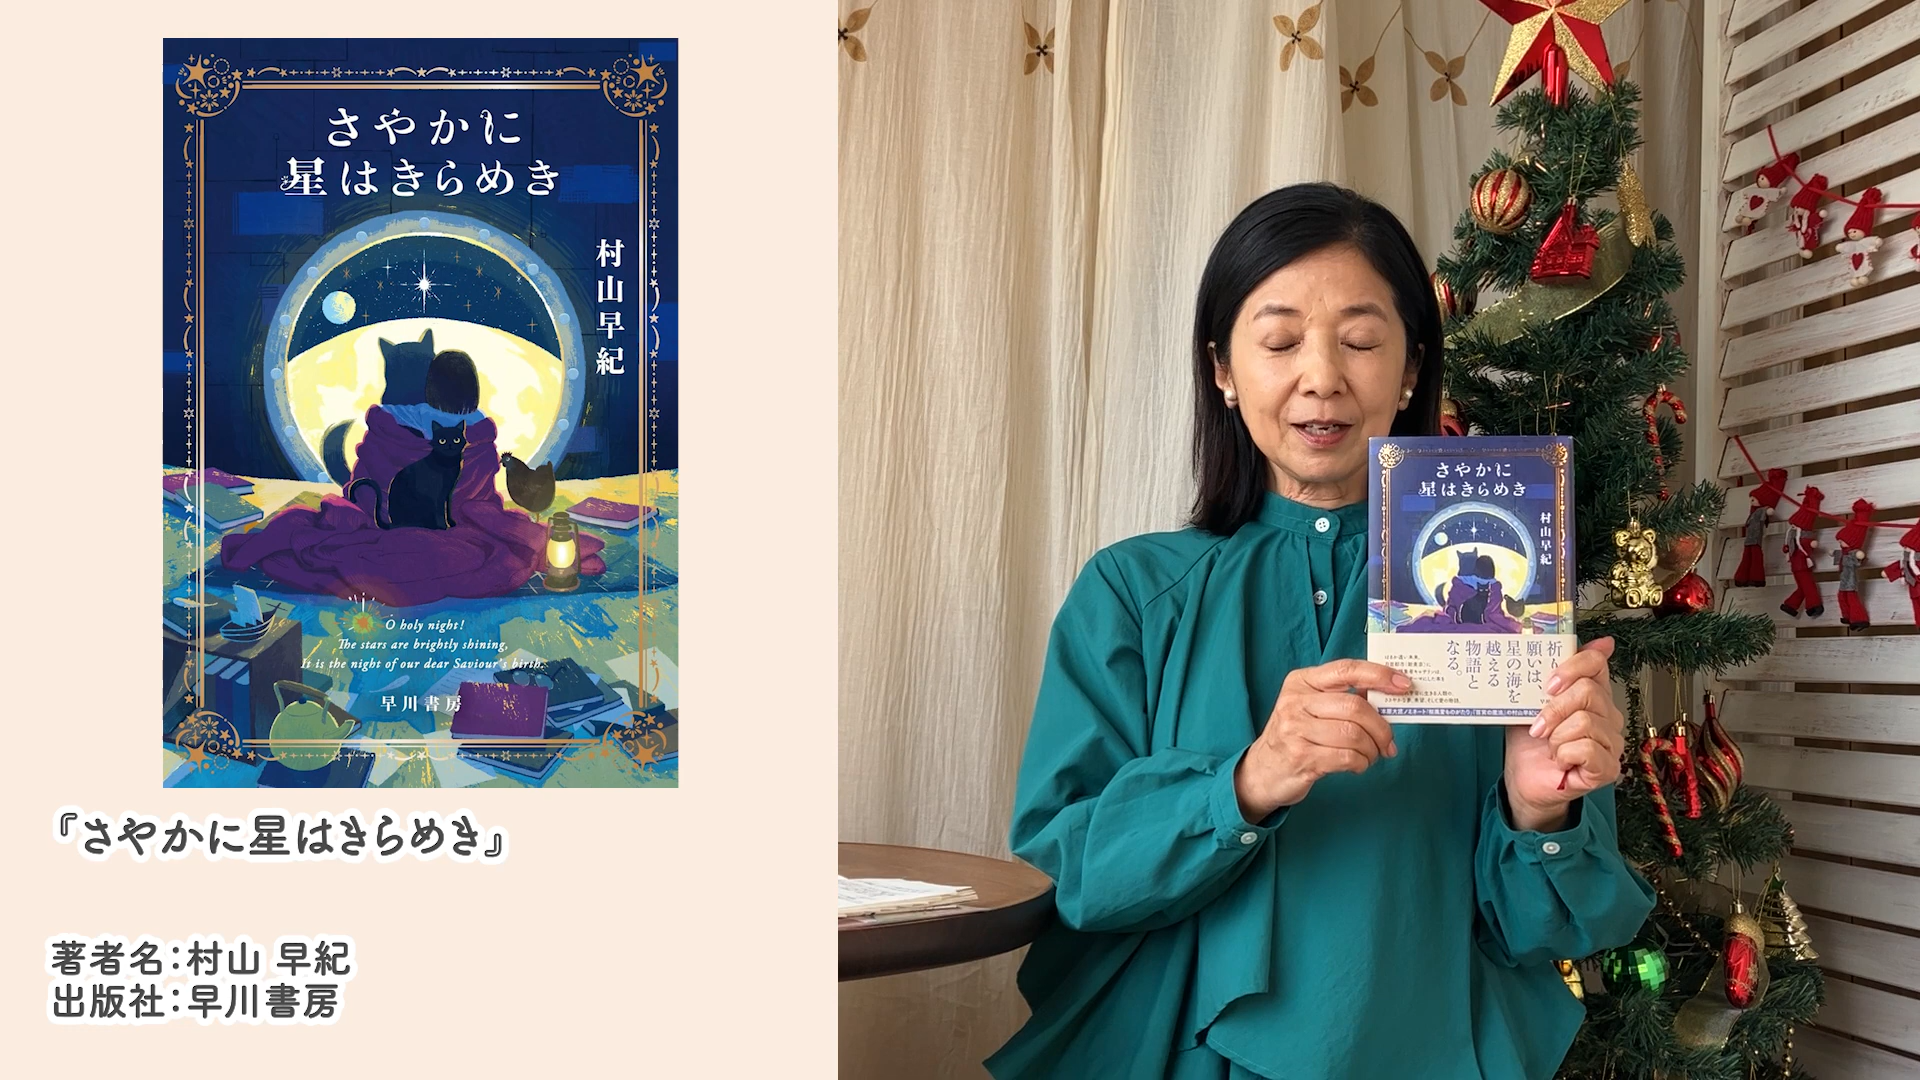 さやかに
星はきらめき
村山早紀
O holy night!
The stars are brightly shining,
It is the night of our dear Saviour's birth.
早川書房
『さやかに星はきらめき』
著者名:村山 早紀
出版社:早川書房
さやかに
星はきらめき
村山早紀
祈り
願いは、
星の海を
越える
物語と
なる。